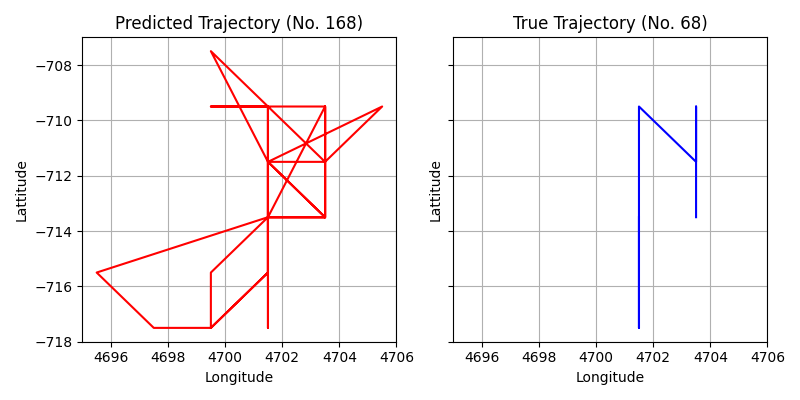 Predicted Trajectory (No. 168)
Lattitude
−708
−710
−712
−714
−716
−718
4696 4698 4700 4702 4704 4706
Longitude
True Trajectory (No. 68)
Lattitude
4696 4698 4700 4702 4704 4706
Longitude